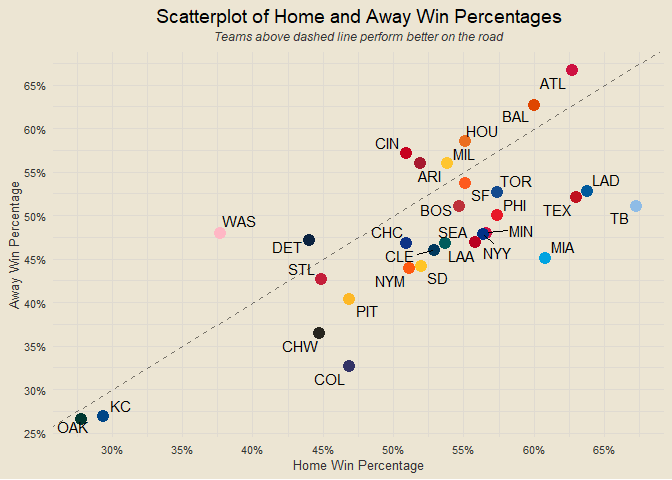 Scatterplot of Home and Away Win Percentages
Teams above dashed line perform better on the road
65%
60%
55%
50%
45%
40%
35%
30%
25%
Away Win Percentage
ATL
BAL
HOU
CIN
MIL
ARI
TOR
LAD
SF
BOS
PHI
TEX
TB
WAS
CHC
SEA
MIN
DET
CLE
LAA
NYY
MIA
STL
NYM
SD
PIT
CHW
COL
KC
OAK
30%
35%
40%
45%
50%
55%
60%
65%
Home Win Percentage